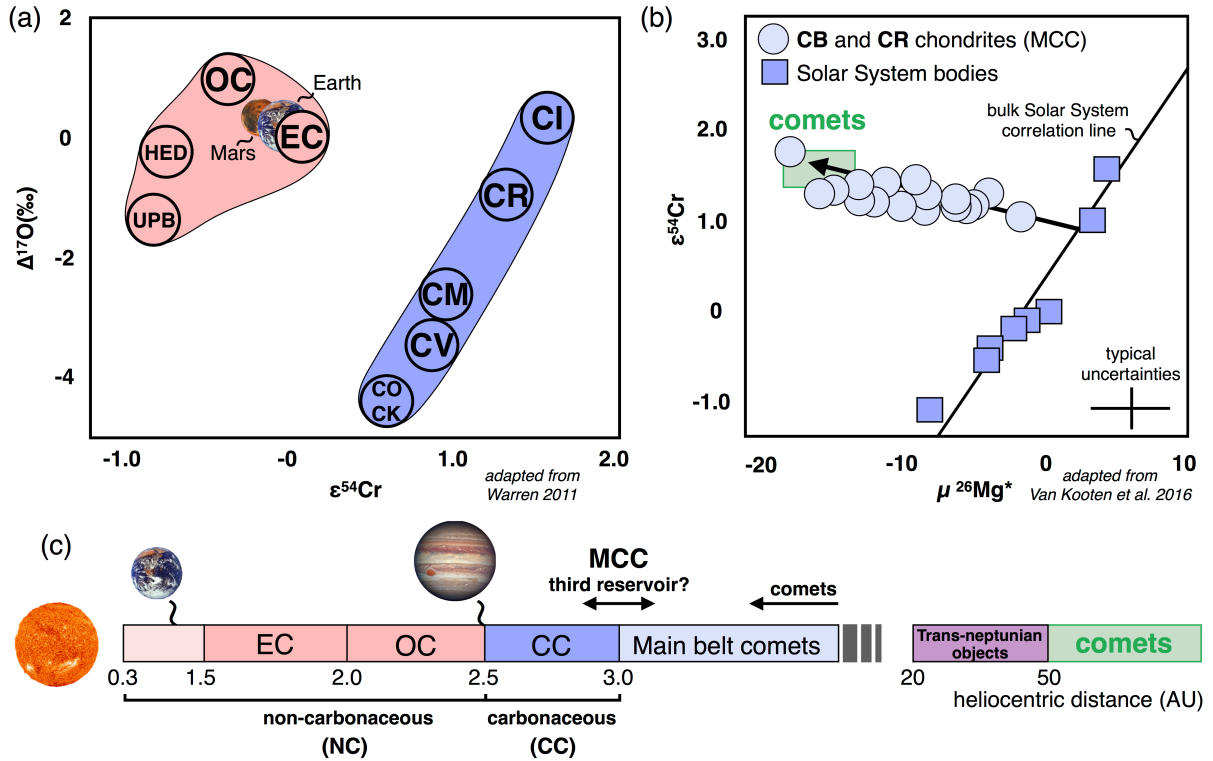 (a)
2
0
-2
-4
Δ¹⁷O(‰)
OC
Earth
EC
Mars
HED
UPB
CI
CR
CM
CV
CO
CK
-1.0
-0
1.0
2.0
ε⁵⁴Cr
adapted from
Warren 2011
(b)
3.0
2.0
1.0
0
-1.0
ε⁵⁴Cr
CB and CR chondrites (MCC)
Solar System bodies
comets
bulk Solar System
correlation line
typical
uncertainties
-20
-10
0
10
μ ²⁶Mg*
adapted from
Van Kooten et al. 2016
(c)
MCC
third reservoir?
comets
EC
OC
CC
Main belt comets
Trans-neptunian
objects
comets
0.3
1.5
2.0
2.5
3.0
20
50
heliocentric distance (AU)
non-carbonaceous
(NC)
carbonaceous
(CC)